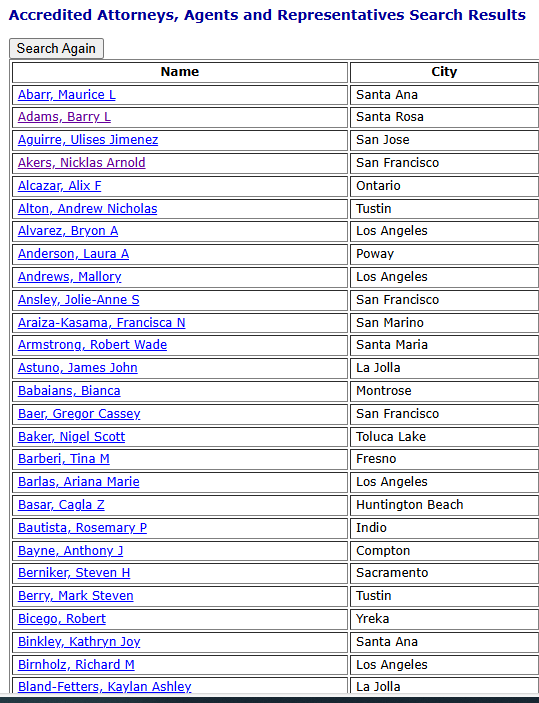 Accredited Attorneys, Agents and Representatives Search Results
Search Again
Name City
Abarr, Maurice L Santa Ana
Adams, Barry L Santa Rosa
Aguirre, Ulises Jimenez San Jose
Akers, Nicklas Arnold San Francisco
Alcazar, Alix F Ontario
Alton, Andrew Nicholas Tustin
Alvarez, Bryon A Los Angeles
Anderson, Laura A Poway
Andrews, Mallory Los Angeles
Ansley, Jolie-Anne S San Francisco
Araiza-Kasama, Francisca N San Marino
Armstrong, Robert Wade Santa Maria
Astuno, James John La Jolla
Babaians, Bianca Montrose
Baer, Gregor Cassey San Francisco
Baker, Nigel Scott Toluca Lake
Barberi, Tina M Fresno
Barlas, Ariana Marie Los Angeles
Basar, Cagla Z Huntington Beach
Bautista, Rosemary P Indio
Bayne, Anthony J Compton
Berniker, Steven H Sacramento
Berry, Mark Steven Tustin
Bicego, Robert Yreka
Binkley, Kathryn Joy Santa Ana
Birnholz, Richard M Los Angeles
Bland-Fetters, Kaylan Ashley La Jolla